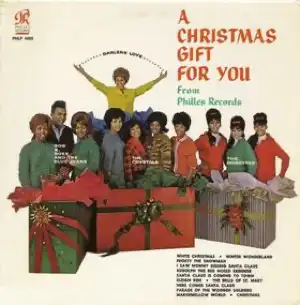 PHLP 4005
A
CHRISTMAS
GIFT
FOR YOU
From
Philles Records
DARLENE LOVE
BOB B.
SOXX
AND THE
BLUE JEANS
THE
CRYSTALS
THE
RONETTES
WHITE CHRISTMAS • WINTER WONDERLAND
FROSTY THE SNOWMAN
I SAW MOMMY KISSING SANTA CLAUS
RUDOLPH THE RED NOSED REINDEER
SANTA CLAUS IS COMING TO TOWN
SLEIGH RIDE • THE BELLS OF ST. MARY
HERE COMES SANTA CLAUS
PARADE OF THE WOODEN SOLDIERS
MARSHMELLOW WORLD • CHRISTMAS